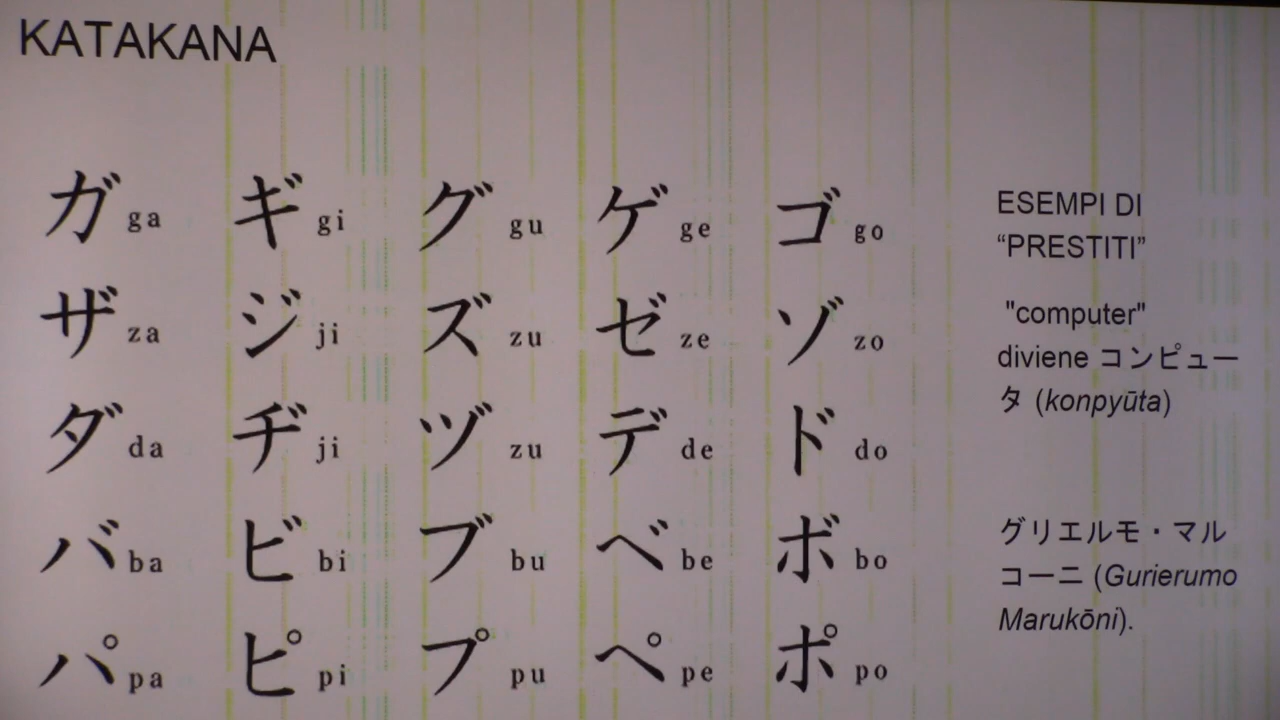 KATAKANA
ガ ga ギ gi グ gu ゲ ge ゴ go
ザ za ジ ji ズ zu ゼ ze ゾ zo
ダ da ヂ ji ヅ zu デ de ド do
バ ba ビ bi ブ bu ベ be ボ bo
パ pa ピ pi プ pu ペ pe ポ po
ESEMPI DI
“PRESTITI”
"computer"
diviene コンピュー
タ (konpyūta)
グリエルモ・マル
コーニ (Gurierumo
Marukōni).